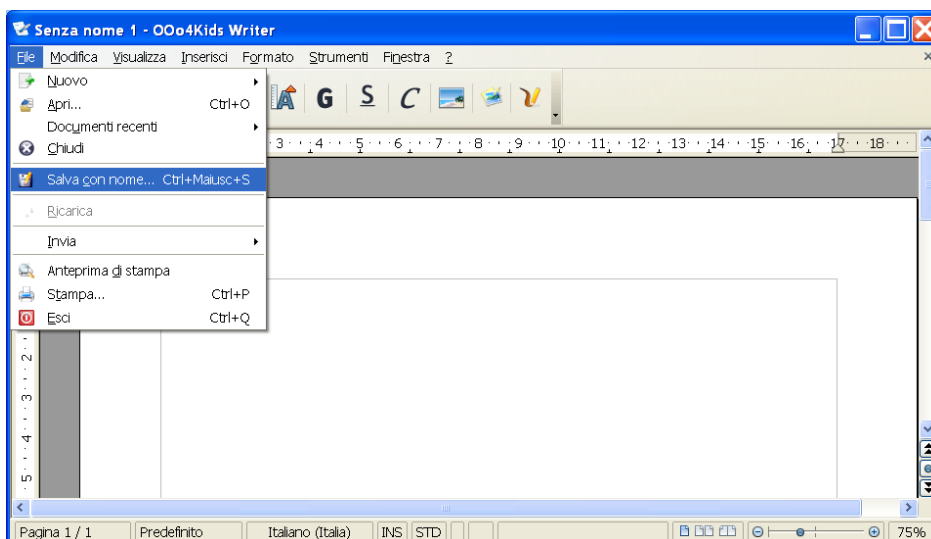 Senza nome 1 - OOo4Kids Writer
File Modifica Visualizza Inserisci Formato Strumenti Finestra ?
Nuovo
Apri... Ctrl+O
G S C
Documenti recenti
Chiudi
3 4 5 6 7 8 9 10 11 12 13 14 15 16 17 18
Salva con nome... Ctrl+Maiusc+S
Ricarica
Invia
Anteprima di stampa
Stampa... Ctrl+P
Esci Ctrl+Q
2
3
4
5
Pagina 1 / 1 Predefinito Italiano (Italia) INS STD 75%